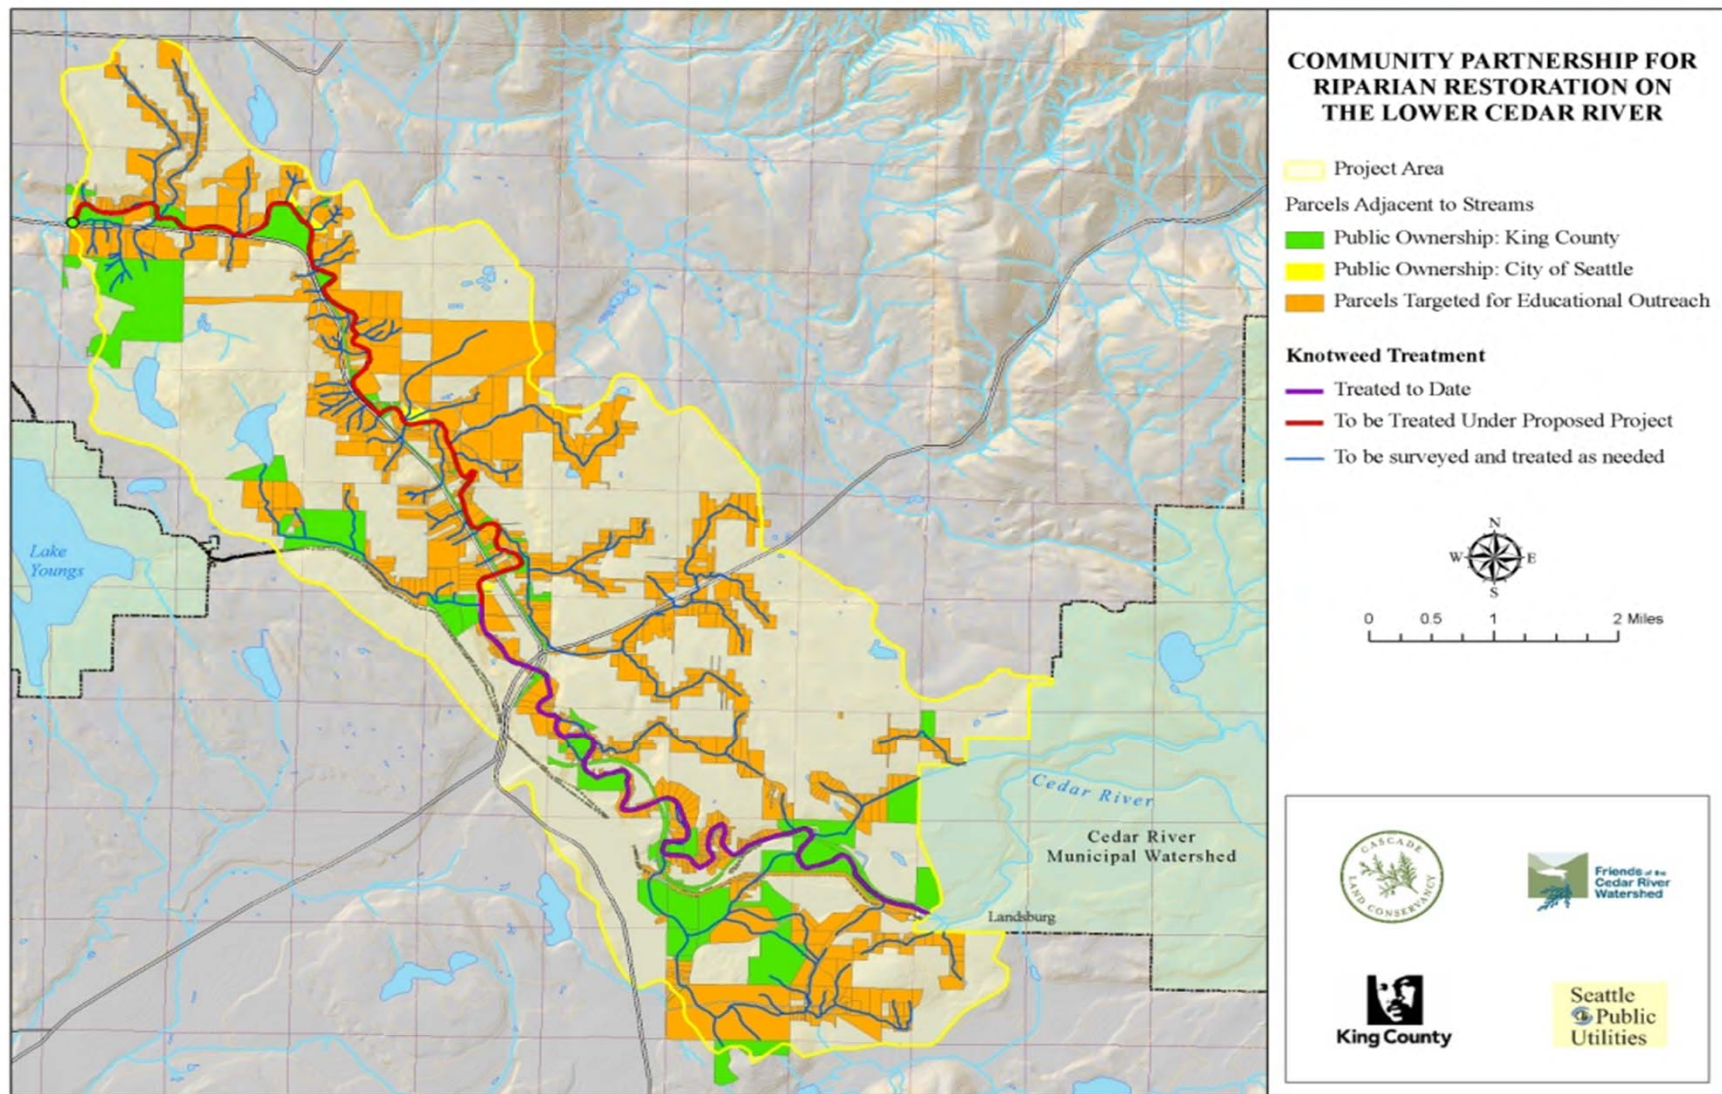 COMMUNITY PARTNERSHIP FOR
RIPARIAN RESTORATION ON
THE LOWER CEDAR RIVER
Project Area
Parcels Adjacent to Streams
Public Ownership: King County
Public Ownership: City of Seattle
Parcels Targeted for Educational Outreach
Knotweed Treatment
Treated to Date
To be Treated Under Proposed Project
To be surveyed and treated as needed
N
W E
S
0 0.5 1 2 Miles
Lake
Youngs
Cedar River
Cedar River
Municipal Watershed
Landsburg
CASCADE
LAND CONSERVANCY
Friends of the
Cedar River
Watershed
King County
Seattle
Public
Utilities